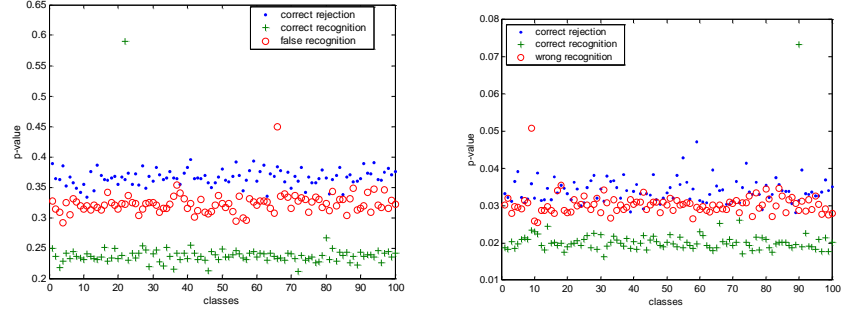 0.65
0.6
0.55
0.5
0.45
0.4
0.35
0.3
0.25
0.2
p-value
correct rejection
correct recognition
false recognition
0 10 20 30 40 50 60 70 80 90 100
classes
0.08
0.07
0.06
0.05
0.04
0.03
0.02
0.01
p-value
correct rejection
correct recognition
wrong recognition
0 10 20 30 40 50 60 70 80 90 100
classes